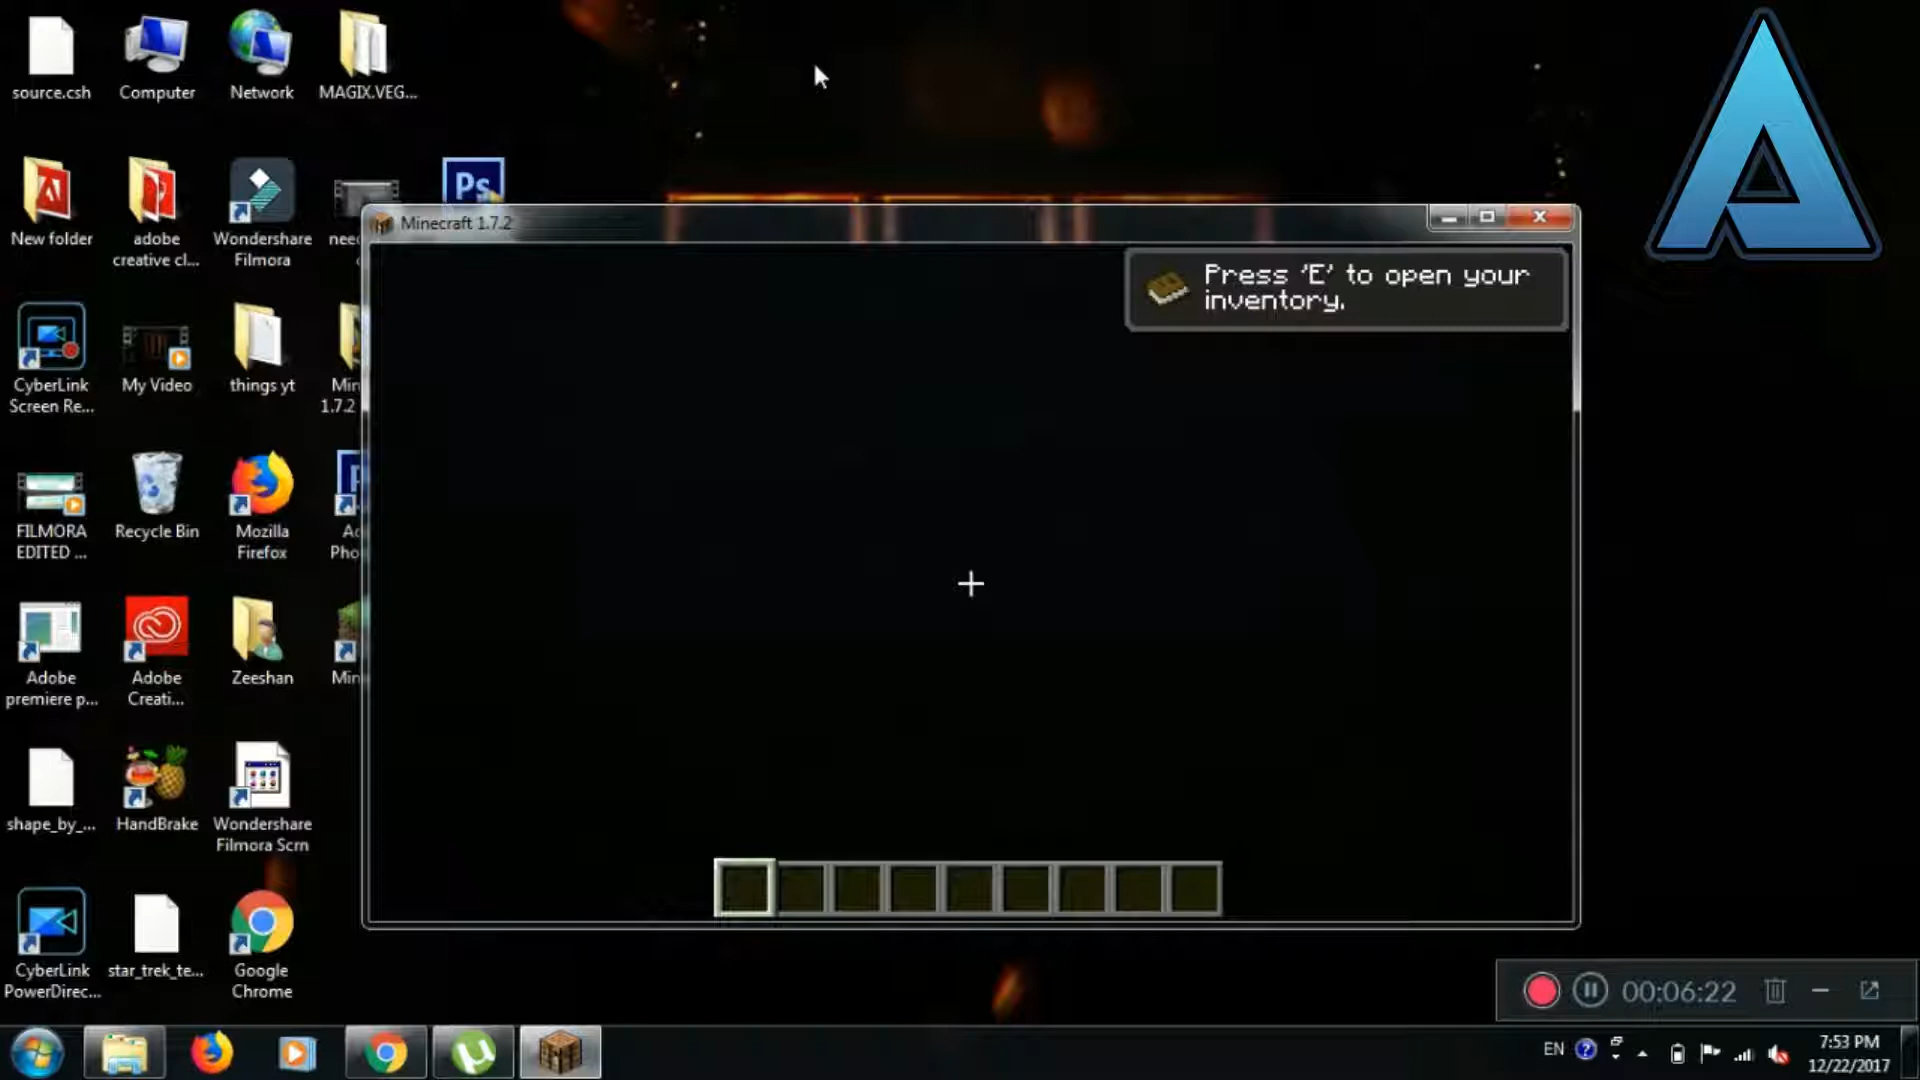 source.csh
Computer
Network
MAGIX.VEG...
New folder
adobe
creative cl...
Wondershare
Filmora
Ps
Minecraft 1.7.2
Press 'E' to open your
inventory.
CyberLink
Screen Re...
My Video
things yt
1.7.2
FILMORA
EDITED ...
Recycle Bin
Mozilla
Firefox
Adobe
premiere p...
Adobe
Creati...
Zeeshan
shape_by_...
HandBrake
Wondershare
Filmora Scrn
CyberLink
PowerDirec...
star_trek_te...
Google
Chrome
A
00:06:22
EN
7:53 PM
12/22/2017